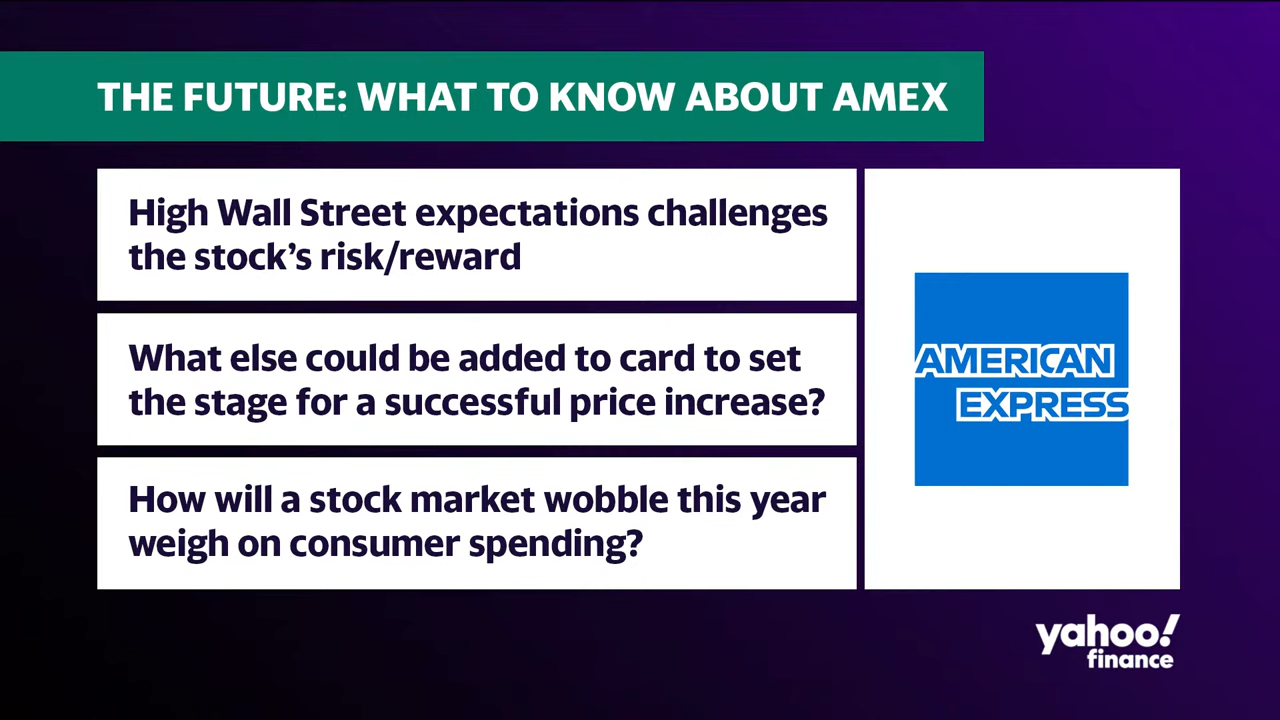 THE FUTURE: WHAT TO KNOW ABOUT AMEX
High Wall Street expectations challenges
the stock’s risk/reward
What else could be added to card to set
the stage for a successful price increase?
How will a stock market wobble this year
weigh on consumer spending?
AMERICAN
EXPRESS
yahoo!
finance